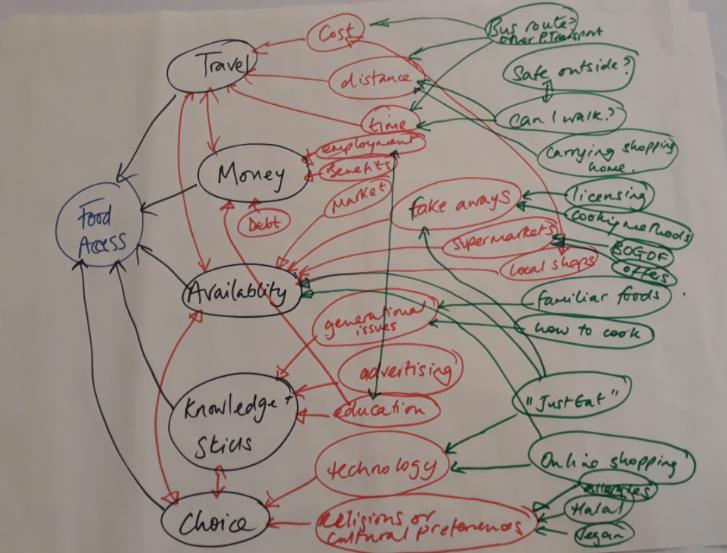 Cost
Bus route?
other P. Transport
Travel
distance
Safe outside?
time
Can I walk?
employment
Carrying shopping
home.
Money
Benefits
Market
Take aways
licensing
Cooking methods
Debt
Food
Access
Supermarkets
BOGOF
offers
local shops
Availablity
familiar foods
generational
issues
how to cook
advertising
Knowledge +
Skills
education
"Just Eat"
technology
Online shopping
allergies
Halal
Vegan
Choice
Religions or
cultural preferences